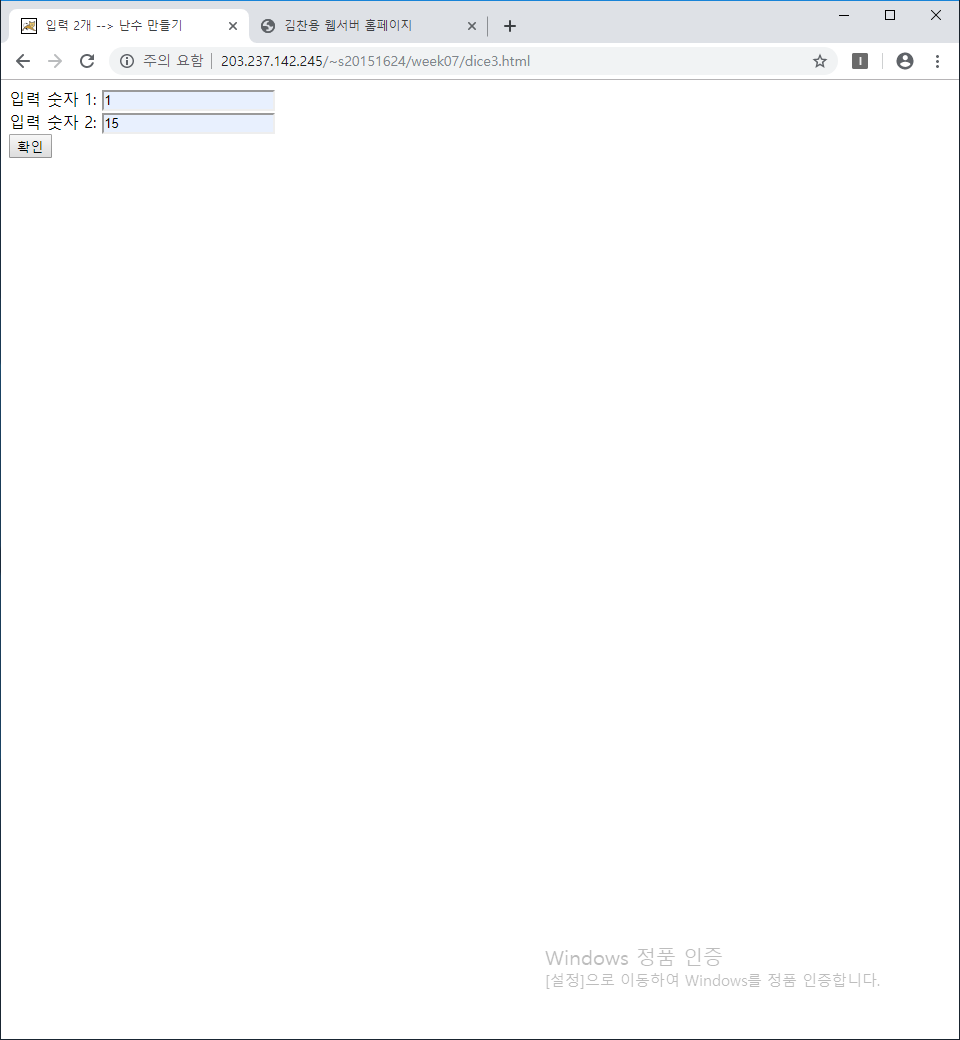 입력 2개 --> 난수 만들기
김찬용 웹서버 홈페이지
주의 요함
203.237.142.245/~s20151624/week07/dice3.html
I
입력 숫자 1: 1
입력 숫자 2: 15
확인
Windows 정품 인증
[설정]으로 이동하여 Windows를 정품 인증합니다.